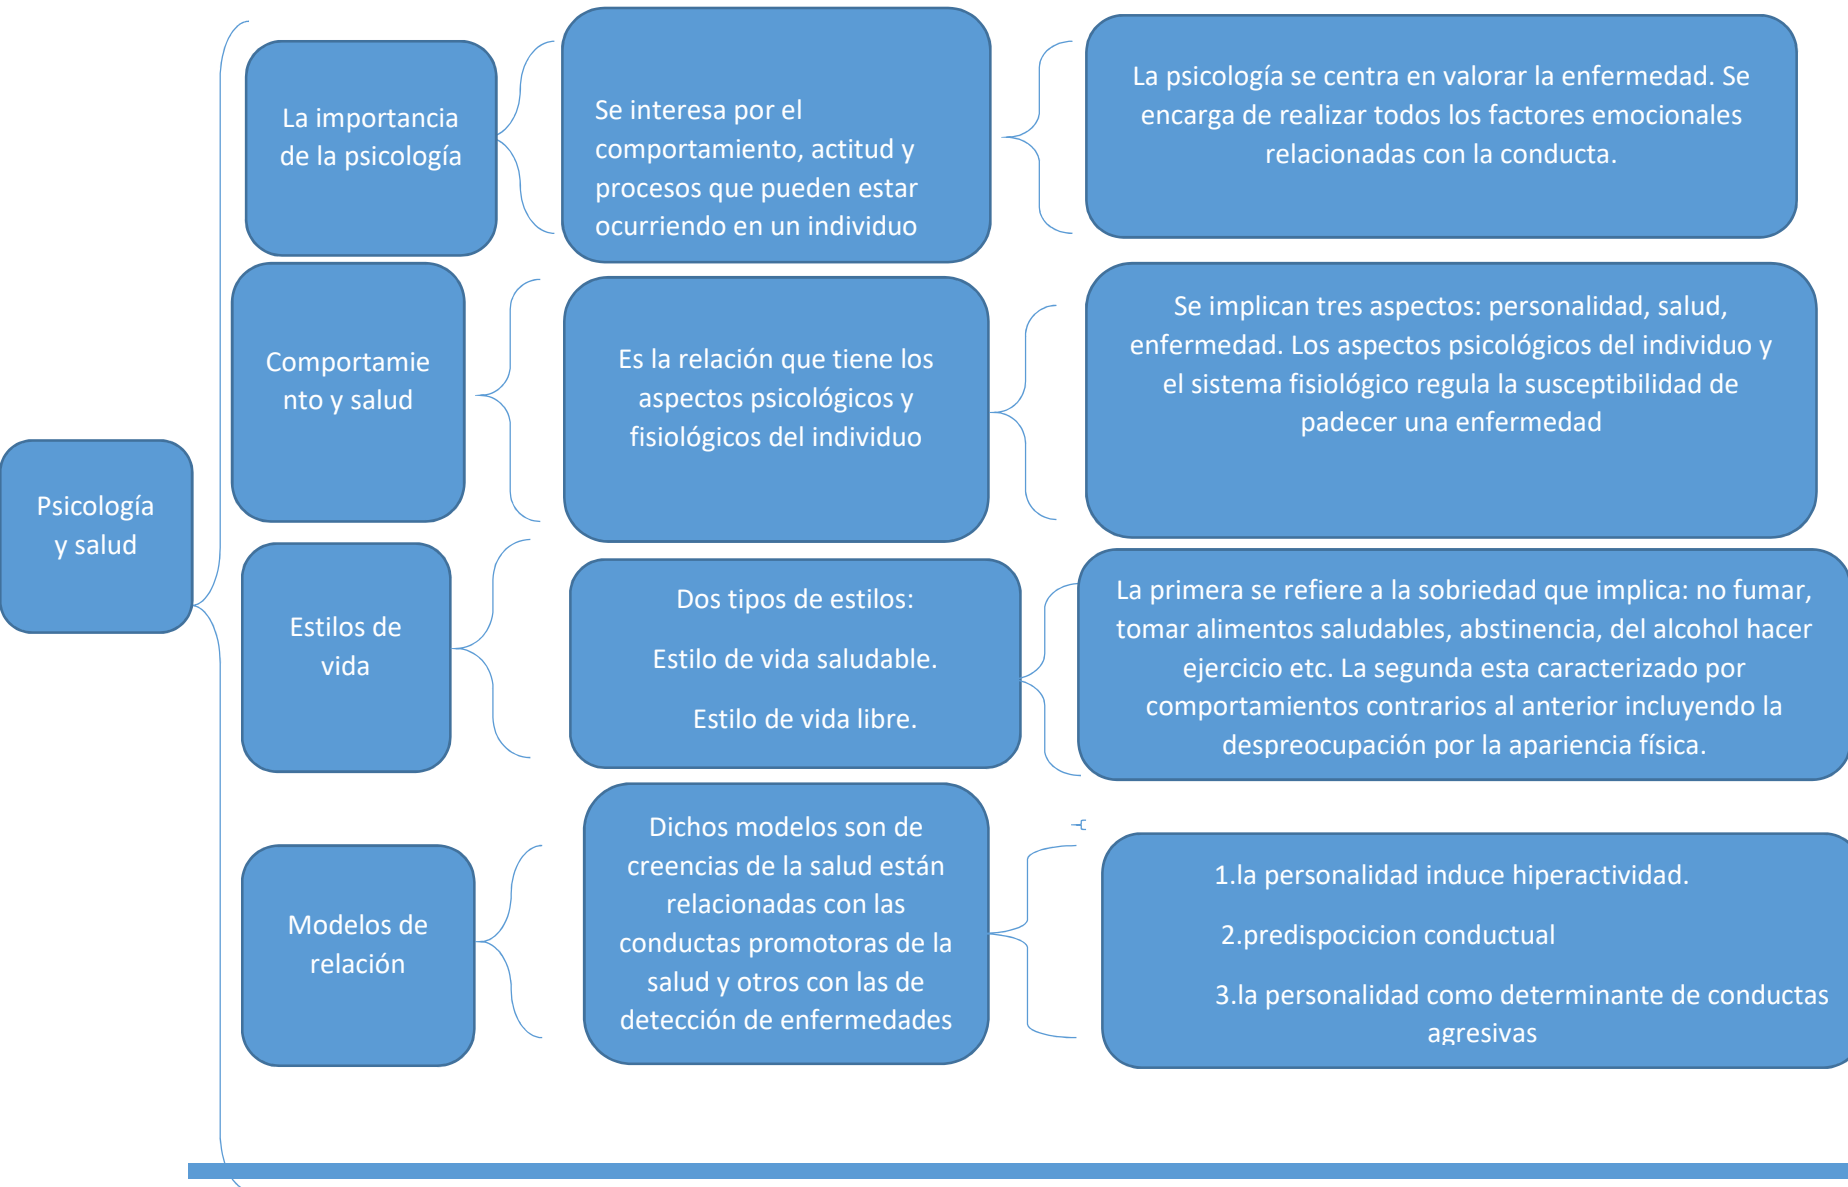 Psicología
y salud
La importancia
de la psicología
Se interesa por el
comportamiento, actitud y
procesos que pueden estar
ocurriendo en un individuo
La psicología se centra en valorar la enfermedad. Se
encarga de realizar todos los factores emocionales
relacionadas con la conducta.
Comportamie
nto y salud
Es la relación que tiene los
aspectos psicológicos y
fisiológicos del individuo
Se implican tres aspectos: personalidad, salud,
enfermedad. Los aspectos psicológicos del individuo y
el sistema fisiológico regula la susceptibilidad de
padecer una enfermedad
Estilos de
vida
Dos tipos de estilos:
Estilo de vida saludable.
Estilo de vida libre.
La primera se refiere a la sobriedad que implica: no fumar,
tomar alimentos saludables, abstinencia, del alcohol hacer
ejercicio etc. La segunda esta caracterizado por
comportamientos contrarios al anterior incluyendo la
despreocupación por la apariencia física.
Modelos de
relación
Dichos modelos son de
creencias de la salud están
relacionadas con las
conductas promotoras de la
salud y otros con las de
detección de enfermedades
1.la personalidad induce hiperactividad.
2.predispocicion conductual
3.la personalidad como determinante de conductas
agresivas